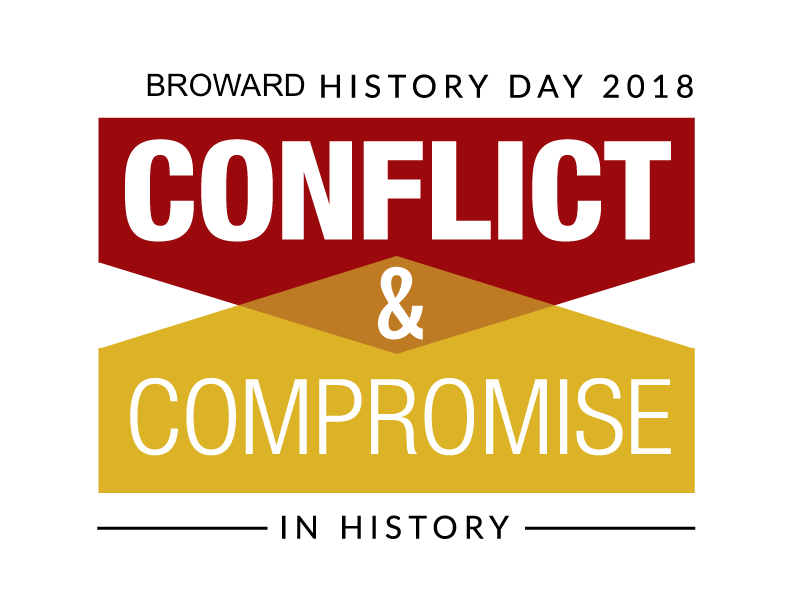 BROWARD HISTORY DAY 2018
CONFLICT
&
COMPROMISE
IN HISTORY